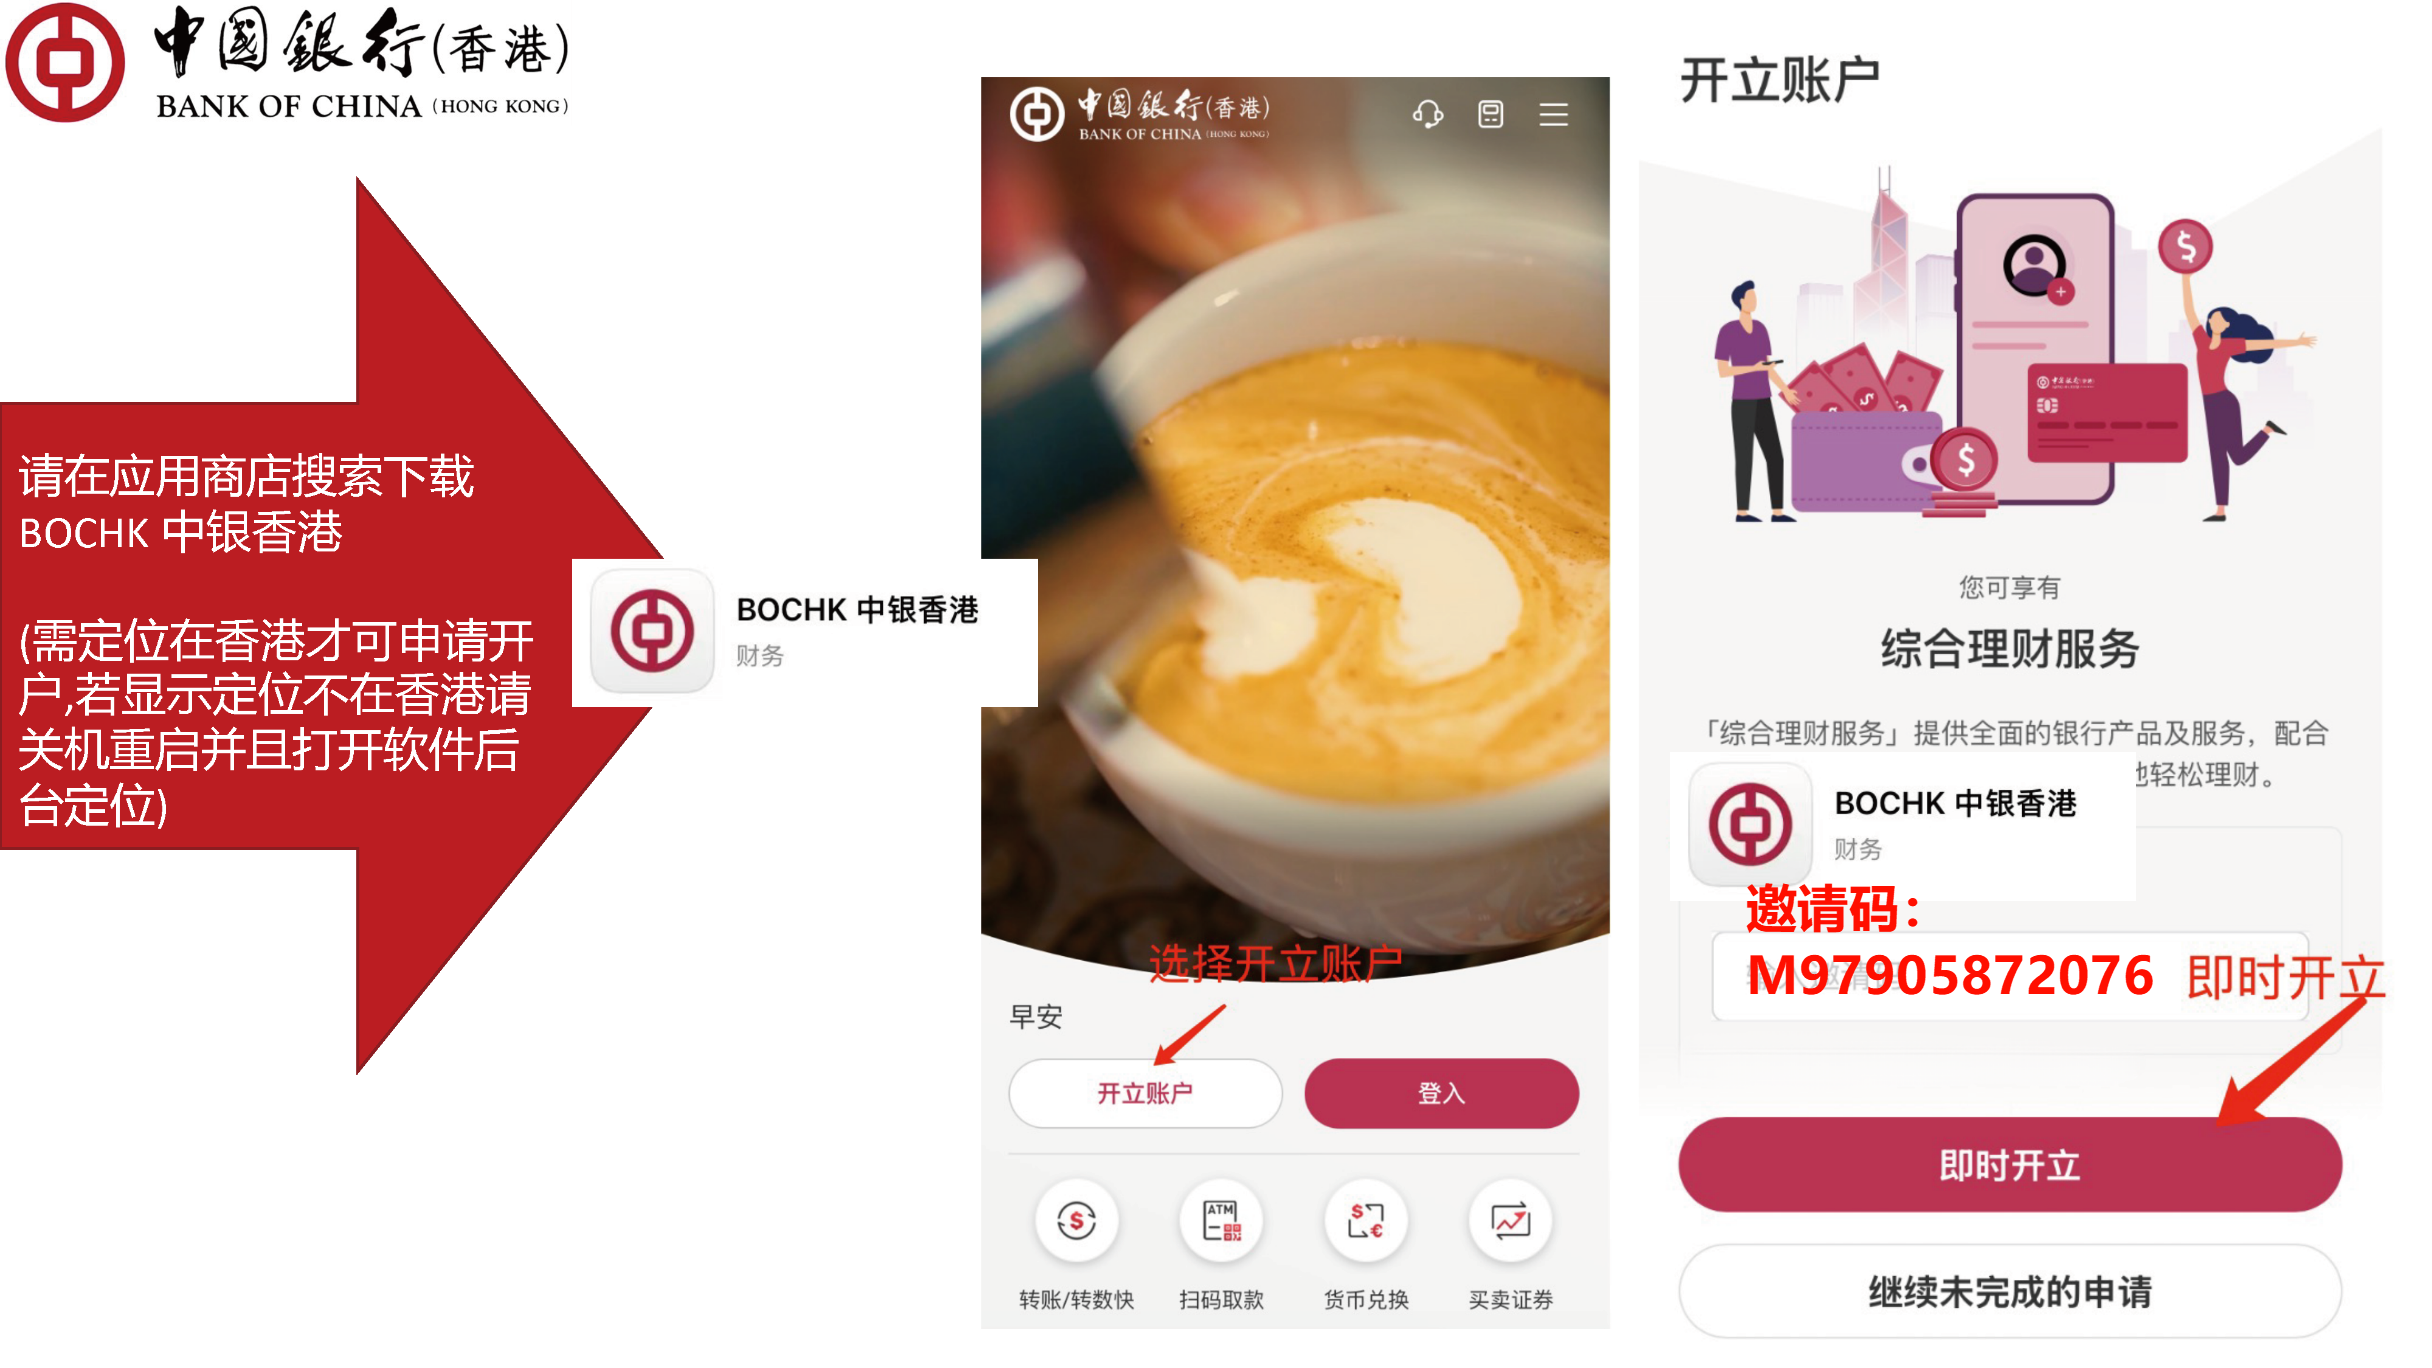 中國銀行(香港)
BANK OF CHINA (HONG KONG)
请在应用商店搜索下载
BOCHK 中银香港
(需定位在香港才可申请开
户,若显示定位不在香港请
关机重启并且打开软件后
台定位)
BOCHK 中银香港
财务
中國銀行(香港)
BANK OF CHINA (HONG KONG)
选择开立账户
早安
开立账户
登入
ATM
转账/转数快
扫码取款
货币兑换
买卖证券
开立账户
您可享有
综合理财服务
「综合理财服务」提供全面的银行产品及服务，配合
轻松理财。
BOCHK 中银香港
财务
邀请码：
M97905872076
即时开立
即时开立
继续未完成的申请